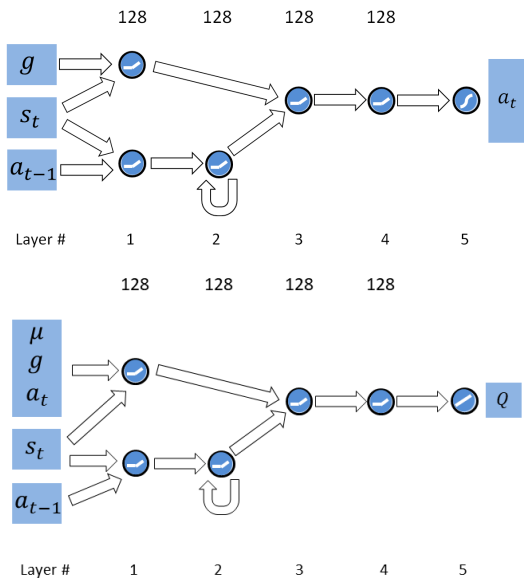 128 128 128 128
g
s_t
a_{t-1}
a_t
Layer # 1 2 3 4 5
128 128 128 128
μ
g
a_t
s_t
a_{t-1}
Q
Layer # 1 2 3 4 5